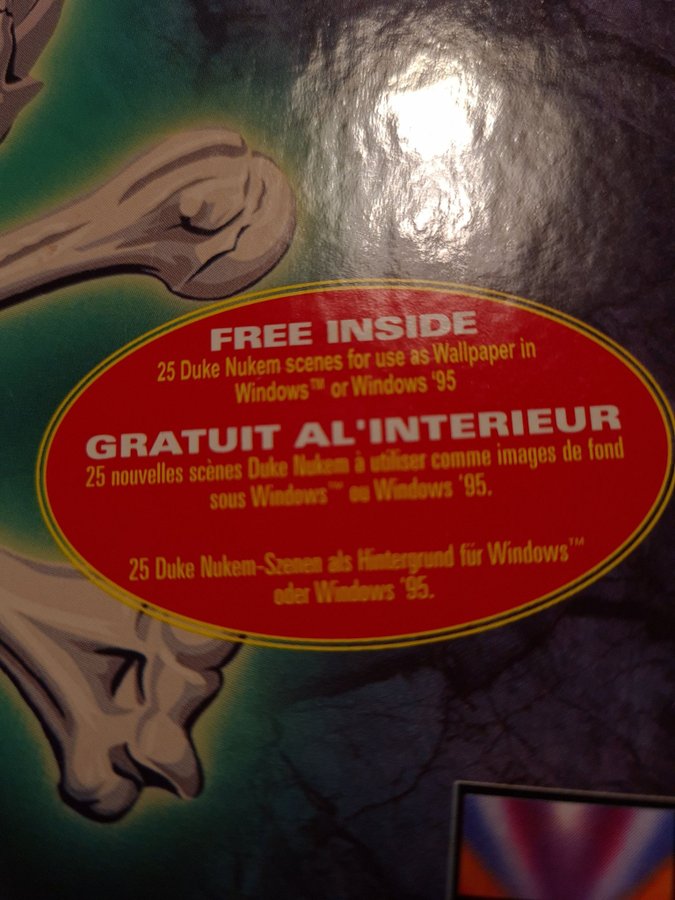 FREE INSIDE
25 Duke Nukem scenes for use as Wallpaper in
Windows™ or Windows '95
GRATUIT AL'INTERIEUR
25 nouvelles scènes Duke Nukem à utiliser comme images de fond
sous Windows™ ou Windows '95.
25 Duke Nukem-Szenen als Hintergrund für Windows™
oder Windows '95.